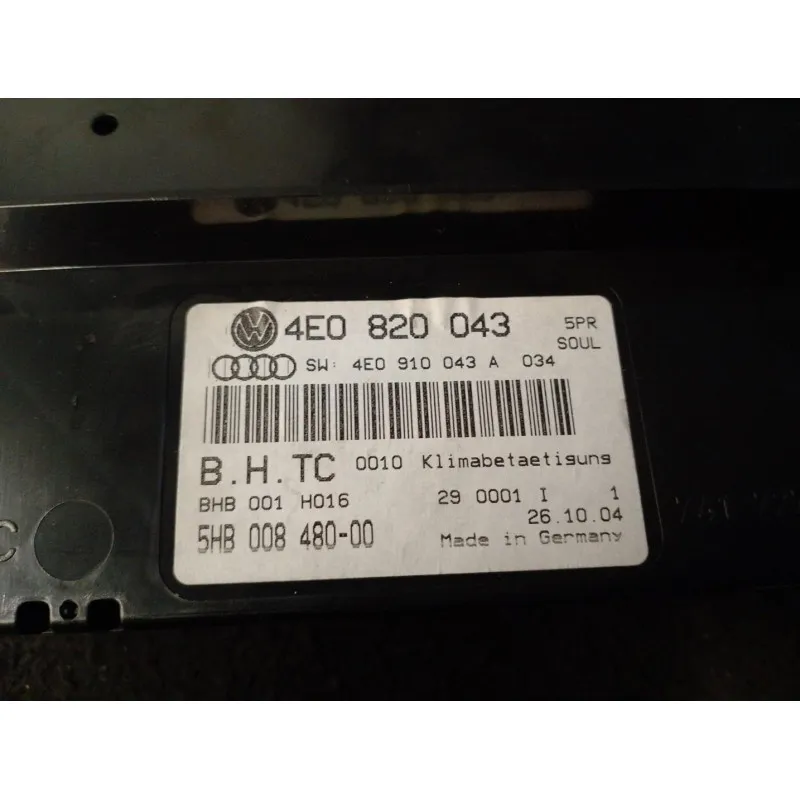 4E0 820 043
5PR
SOUL
SW: 4E0 910 043 A 034
B.H.TC 0010 Klimabetaetisuns
BHB 001 H016 29 0001 I 1
5HB 008 480-00 26.10.04
Made in Germany
C